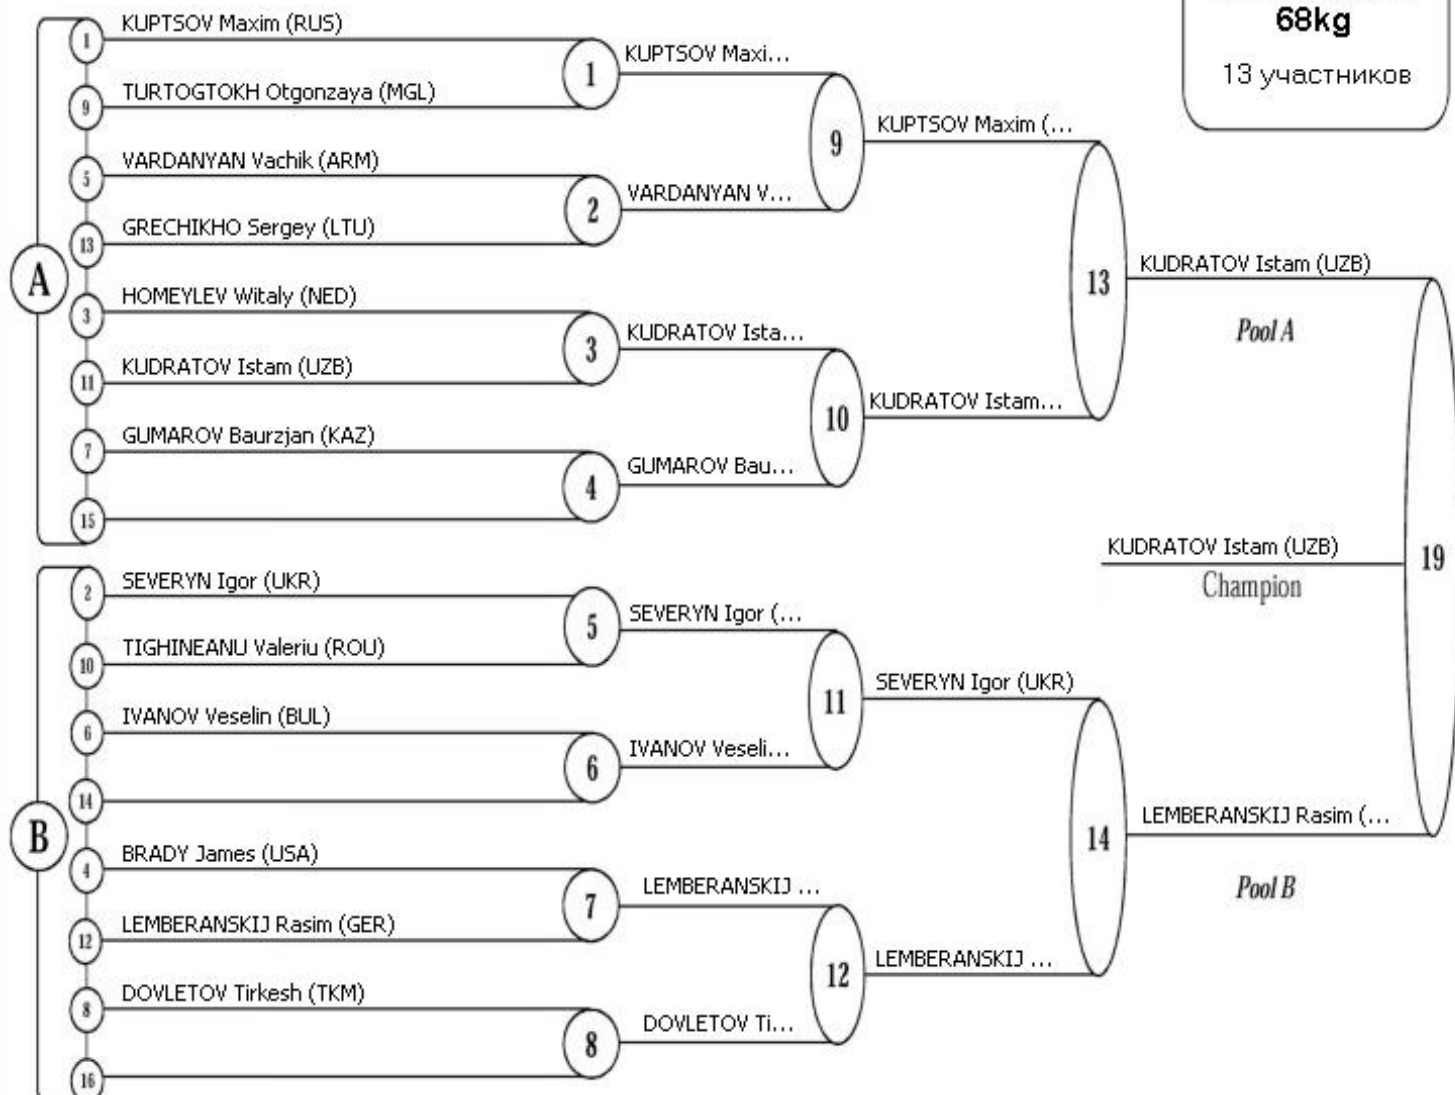 68kg
13 участников
A
1
KUPTSOV Maxim (RUS)
9
TURTOGTOKH Otgonzaya (MGL)
5
VARDANYAN Vachik (ARM)
13
GRECHIKHO Sergey (LTU)
3
HOMEYLEV Witaly (NED)
11
KUDRATOV Istam (UZB)
7
GUMAROV Baurzjan (KAZ)
15
1
KUPTSOV Maxi...
2
VARDANYAN V...
3
KUDRATOV Ista...
4
GUMAROV Bau...
9
KUPTSOV Maxim (...
10
KUDRATOV Istam...
13
KUDRATOV Istam (UZB)
Pool A
B
2
SEVERYN Igor (UKR)
10
TIGHINEANU Valeriu (ROU)
6
IVANOV Veselin (BUL)
14
4
BRADY James (USA)
12
LEMBERANSKIJ Rasim (GER)
8
DOVLETOV Tirkesh (TKM)
16
5
SEVERYN Igor (...
6
IVANOV Veseli...
7
LEMBERANSKIJ ...
8
DOVLETOV Ti...
11
SEVERYN Igor (UKR)
12
LEMBERANSKIJ ...
14
LEMBERANSKIJ Rasim (...
Pool B
19
KUDRATOV Istam (UZB)
Champion